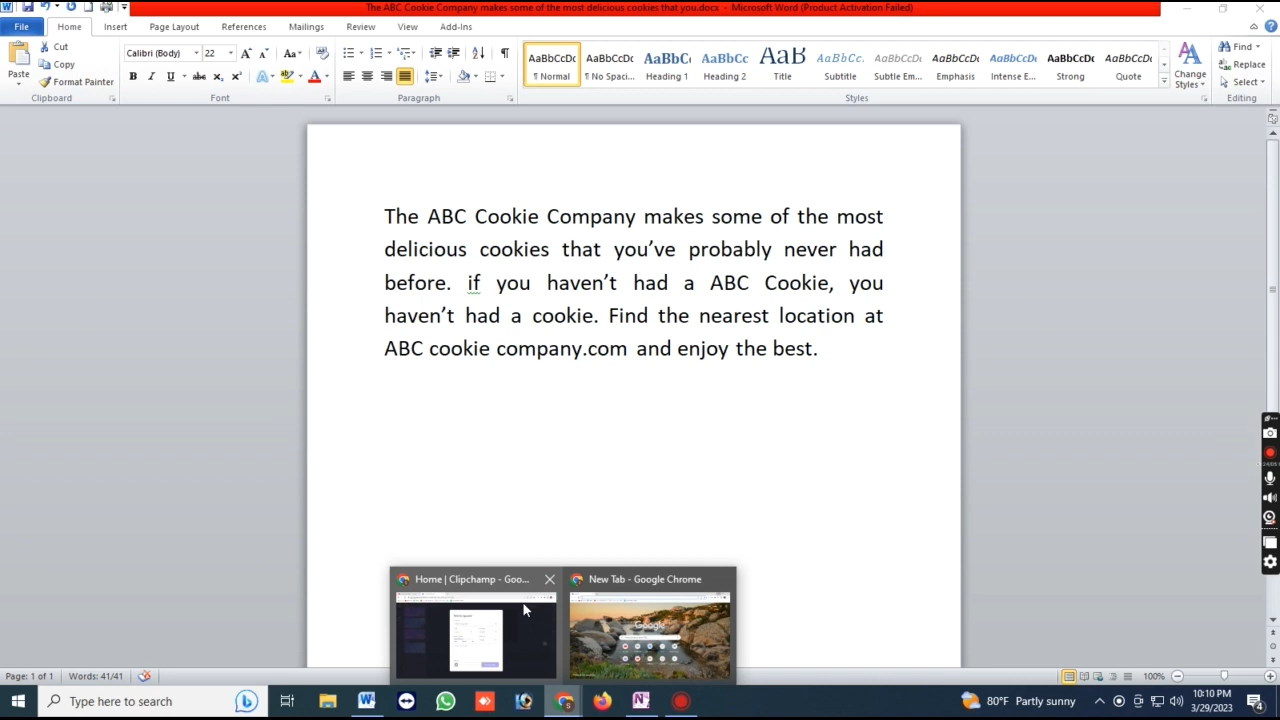 The ABC Cookie Company makes some of the most delicious cookies that you.docx - Microsoft Word (Product Activation Failed)
File Home Insert Page Layout References Mailings Review View Add-Ins
Paste Cut Copy Format Painter
Calibri (Body) 22
AaBbCcDc AaBbCcDc AaBbC AaBbCc AaB AaBbCc. AaBbCcDc AaBbCcDc AaBbCcDc AaBbCcDc AaBbCcDc
¶ Normal ¶ No Spaci... Heading 1 Heading 2 Title Subtitle Subtle Em... Emphasis Intense E... Strong Quote
Change Styles
Find
Replace
Select
Clipboard Font Paragraph Styles Editing
The ABC Cookie Company makes some of the most
delicious cookies that you’ve probably never had
before. if you haven’t had a ABC Cookie, you
haven’t had a cookie. Find the nearest location at
ABC cookie company.com and enjoy the best.
Home | Clipchamp - Goo... New Tab - Google Chrome
Google
Page: 1 of 1 Words: 41/41 100%
Type here to search 80°F Partly sunny 10:10 PM
3/29/2023